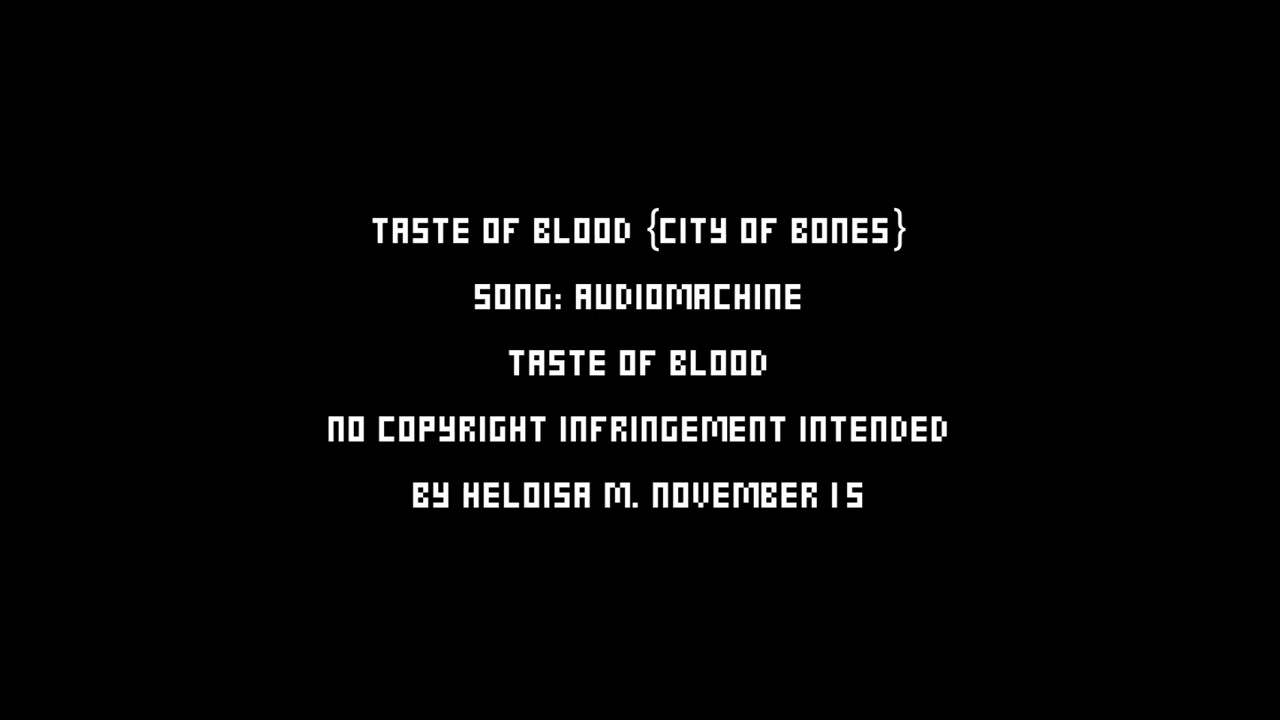 TASTE OF BLOOD {CITY OF BONES}
SONG: AUDIOMACHINE
TASTE OF BLOOD
NO COPYRIGHT INFRINGEMENT INTENDED
BY HELOISA M. NOVEMBER 15